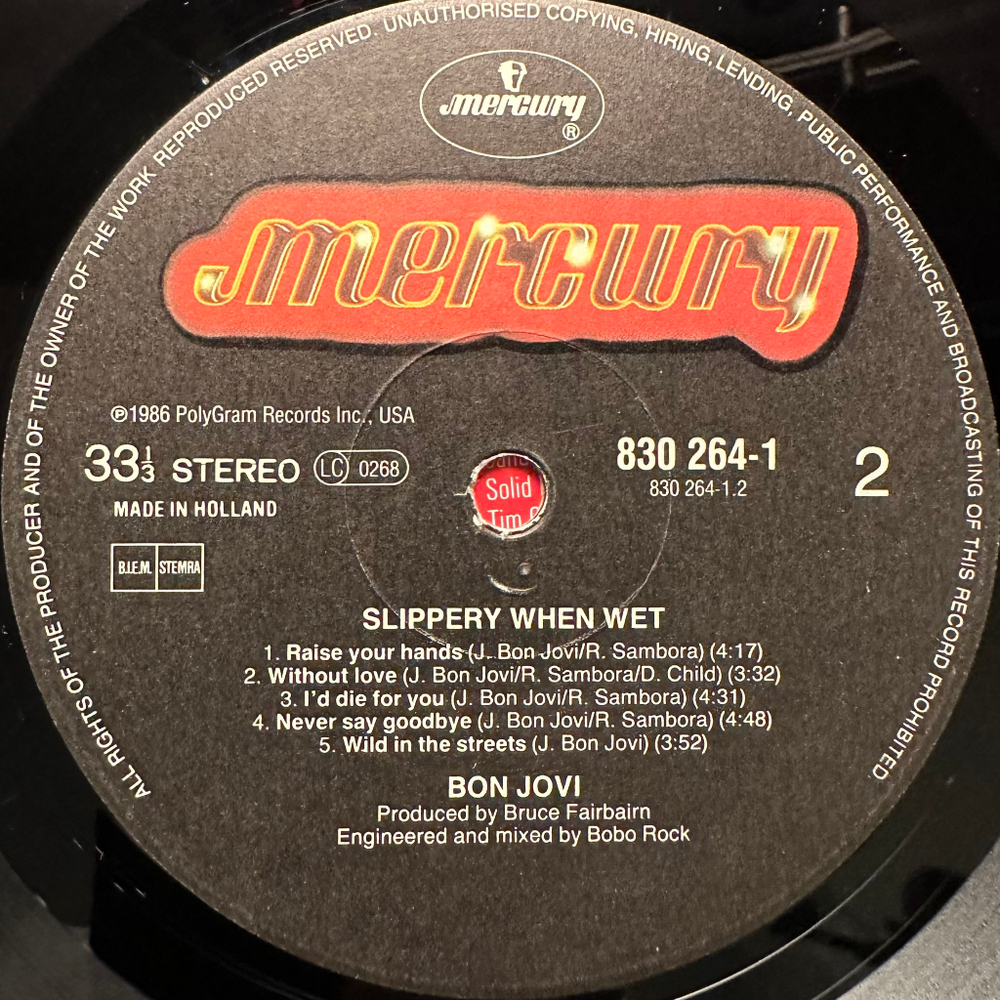 ALL RIGHTS OF THE PRODUCER AND OF THE OWNER OF THE WORK REPRODUCED RESERVED. UNAUTHORISED COPYING, HIRING, LENDING, PUBLIC PERFORMANCE AND BROADCASTING OF THIS RECORD PROHIBITED.
mercury
®
mercury
℗1986 PolyGram Records Inc., USA
33⅓ STEREO LC 0268
MADE IN HOLLAND
B.I.E.M. STEMRA
830 264-1
830 264-1.2
2
Solid
Tim
SLIPPERY WHEN WET
1. Raise your hands (J. Bon Jovi/R. Sambora) (4:17)
2. Without love (J. Bon Jovi/R. Sambora/D. Child) (3:32)
3. I'd die for you (J. Bon Jovi/R. Sambora) (4:31)
4. Never say goodbye (J. Bon Jovi/R. Sambora) (4:48)
5. Wild in the streets (J. Bon Jovi) (3:52)
BON JOVI
Produced by Bruce Fairbairn
Engineered and mixed by Bobo Rock